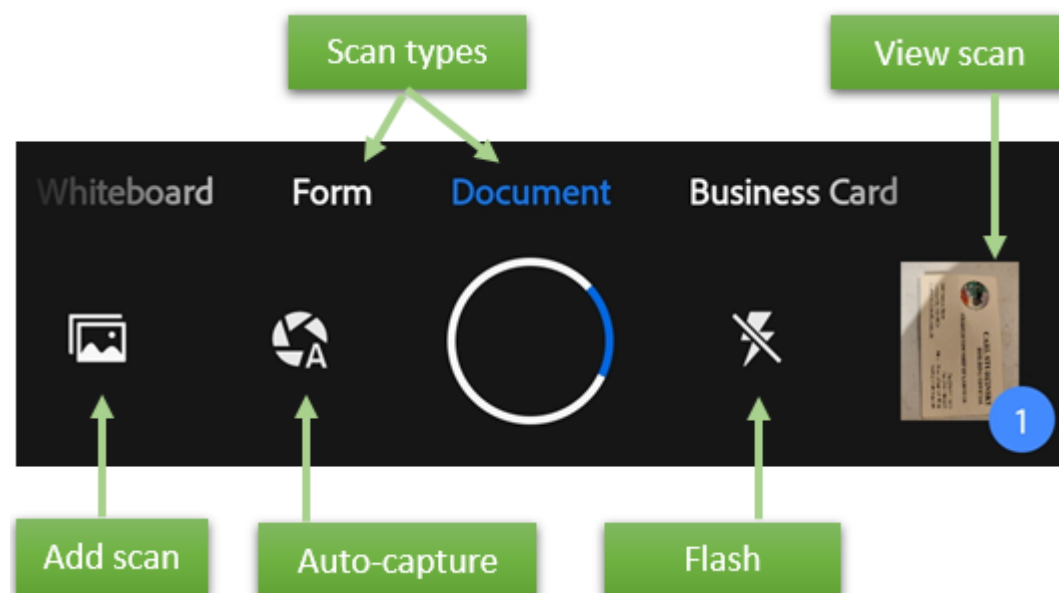 Scan types
View scan
Whiteboard
Form
Document
Business Card
A
1
Add scan
Auto-capture
Flash